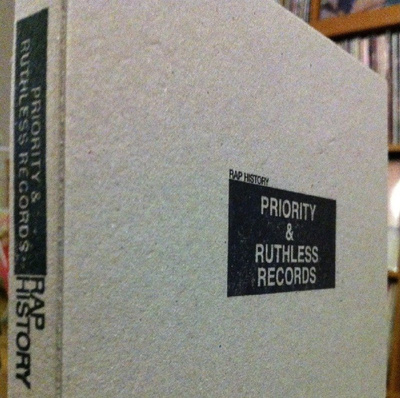 PRIORITY &
RUTHLESS RECORDS
RAP
HISTORY
RAP HISTORY
PRIORITY
&
RUTHLESS
RECORDS